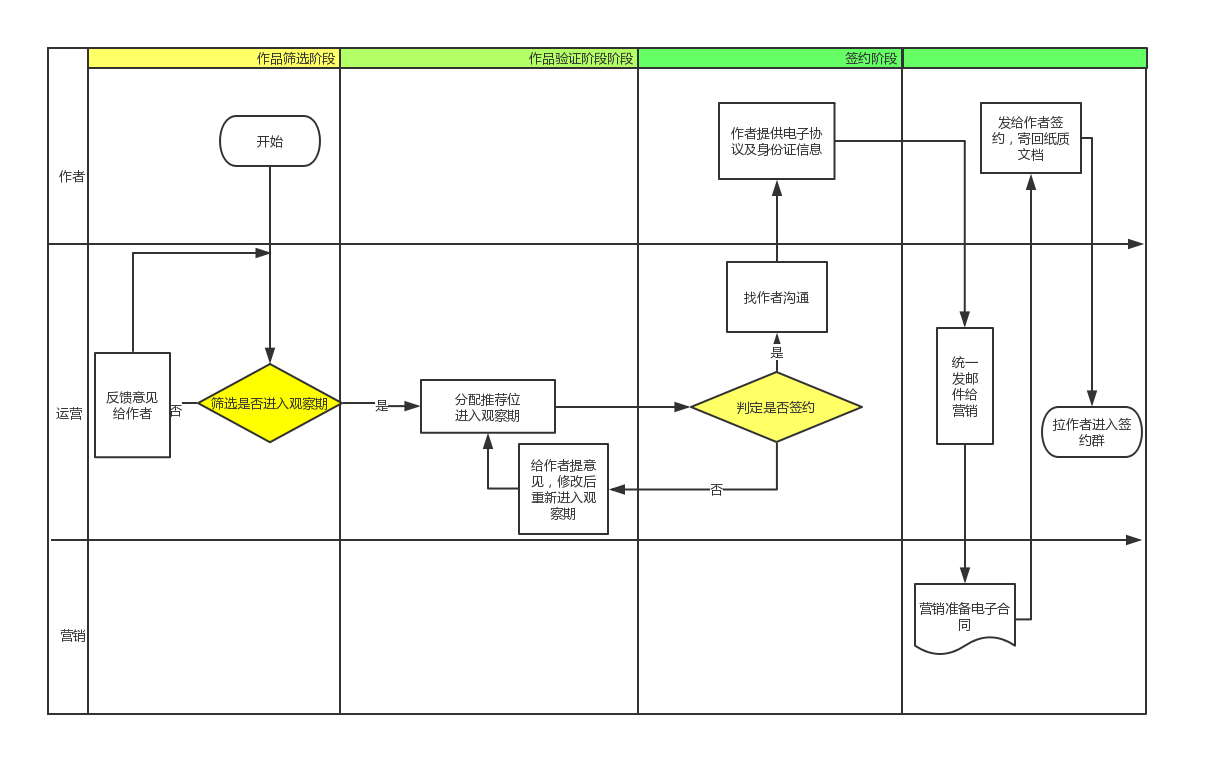 作品筛选阶段
作品验证阶段阶段
签约阶段
作者
开始
作者提供电子协
议及身份证信息
发给作者签
约，寄回纸质
文档
运营
反馈意见
给作者
否
筛选是否进入观察期
是
分配推荐位
进入观察期
给作者提意
见，修改后
重新进入观
察期
找作者沟通
是
判定是否签约
否
统一
发邮
件给
营销
拉作者进入签
约群
营销
营销准备电子合
同